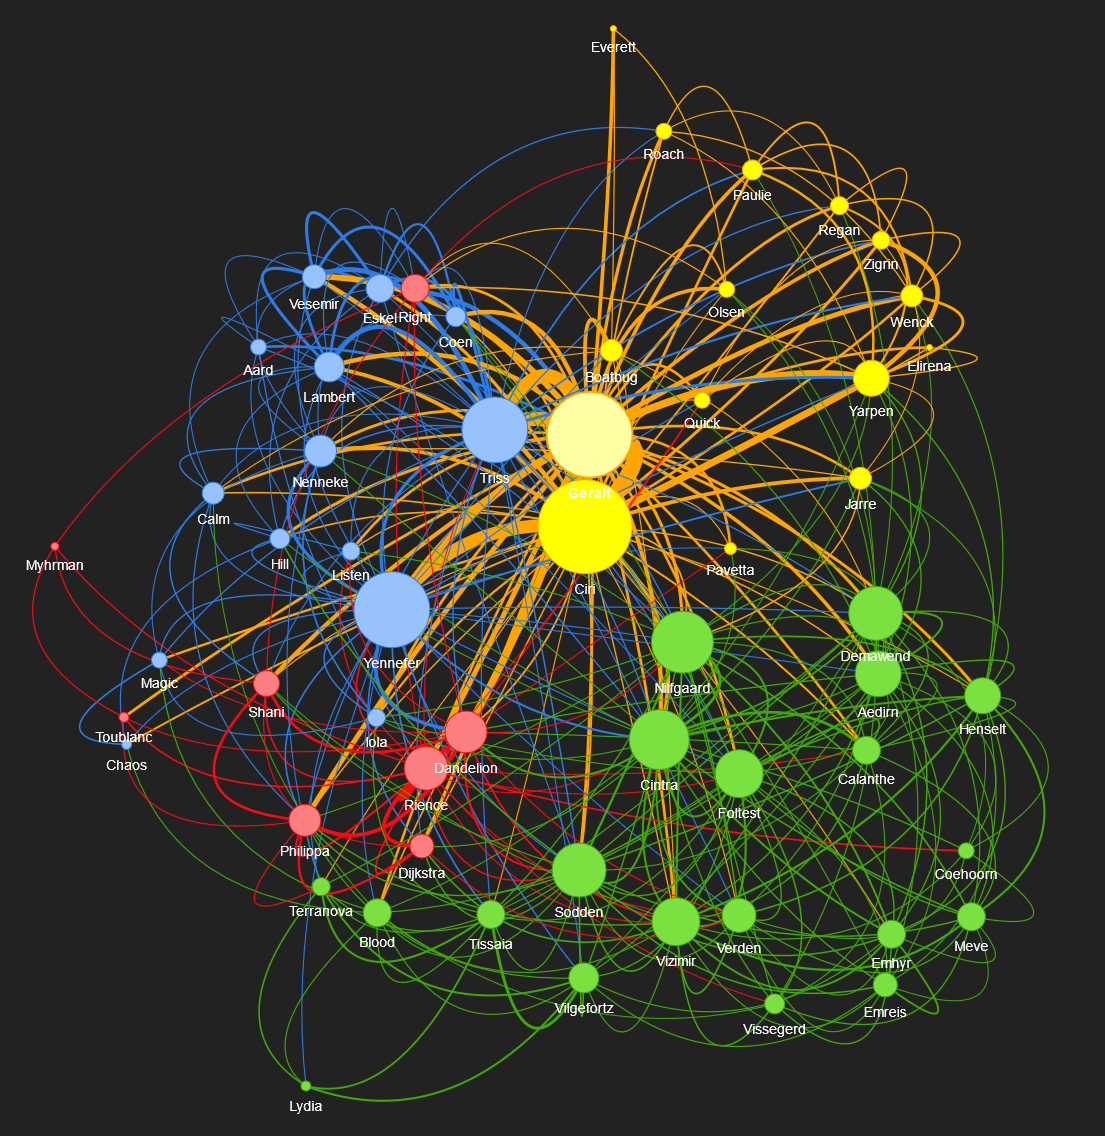 Everett
Roach
Paulie
Regan
Zigrin
Vesemir
Eskel
Right
Olsen
Coen
Wenck
Aard
Boatbug
Elirena
Lambert
Yarpen
Quick
Triss
Nenneke
Geralt
Jarre
Calm
Hill
Myhrman
Listen
Pavetta
Ciri
Demawend
Yennefer
Magic
Nilfgaard
Shani
Aedirn
Henselt
Toublanc
Iola
Chaos
Dandelion
Calanthe
Cintra
Rience
Foltest
Philippa
Dijkstra
Coehoorn
Terranova
Sodden
Blood
Tissaia
Meve
Verden
Vizimir
Emhyr
Vilgefortz
Emreis
Vissegerd
Lydia